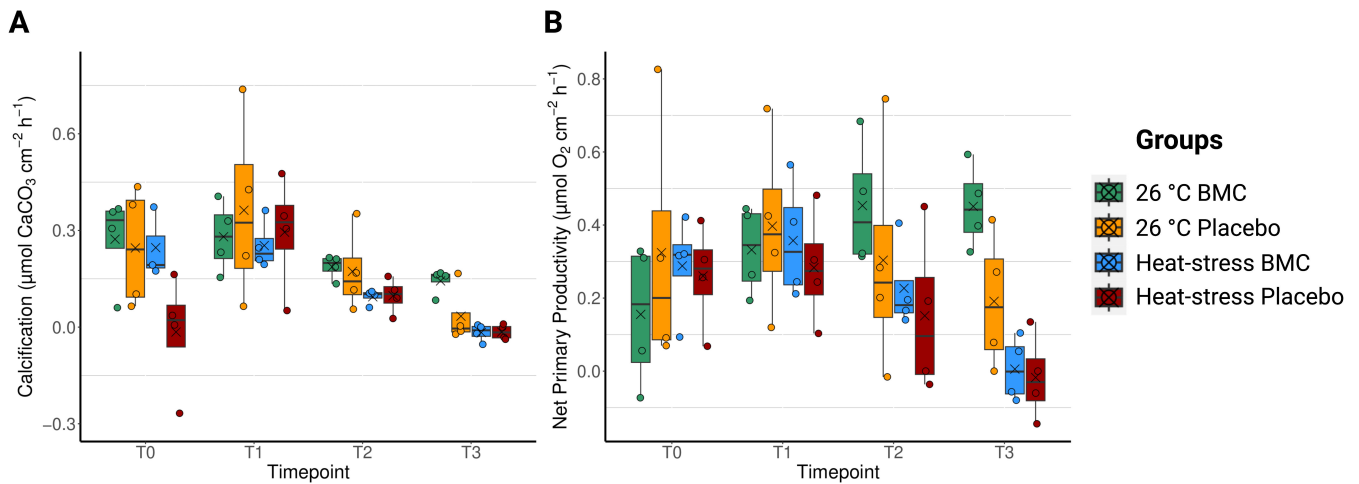 A
B
Calcification (µmol CaCO₃ cm⁻² h⁻¹)
0.6
0.3
0.0
−0.3
T0 T1 T2 T3
Timepoint
Net Primary Productivity (µmol O₂ cm⁻² h⁻¹)
0.8
0.6
0.4
0.2
0.0
T0 T1 T2 T3
Timepoint
Groups
26 °C BMC
26 °C Placebo
Heat-stress BMC
Heat-stress Placebo